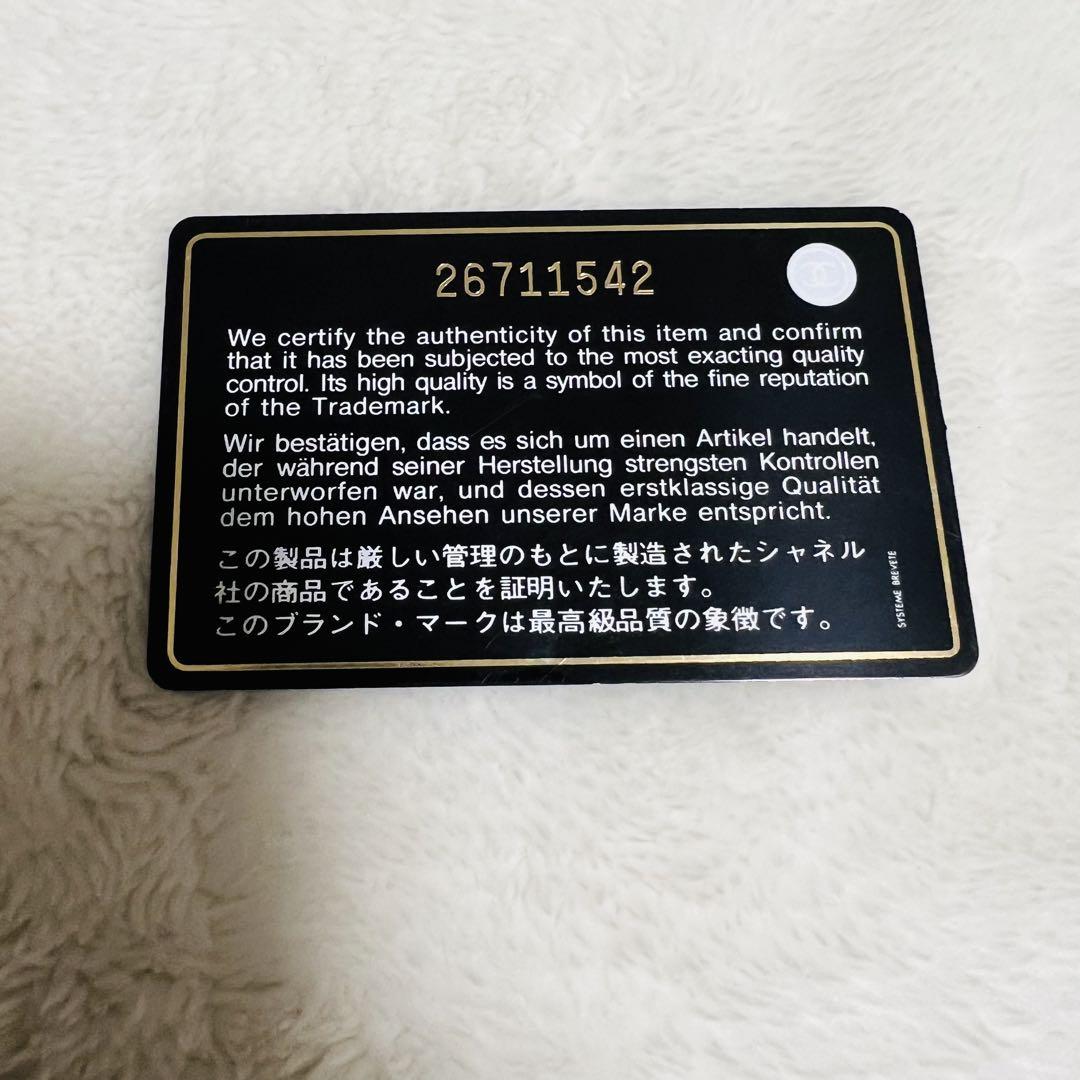 26711542
We certify the authenticity of this item and confirm
that it has been subjected to the most exacting quality
control. Its high quality is a symbol of the fine reputation
of the Trademark.
Wir bestätigen, dass es sich um einen Artikel handelt,
der während seiner Herstellung strengsten Kontrollen
unterworfen war, und dessen erstklassige Qualität
dem hohen Ansehen unserer Marke entspricht.
この製品は厳しい管理のもとに製造されたシャネル
社の商品であることを証明いたします。
このブランド・マークは最高級品質の象徴です。
SYSTEME BREVETE